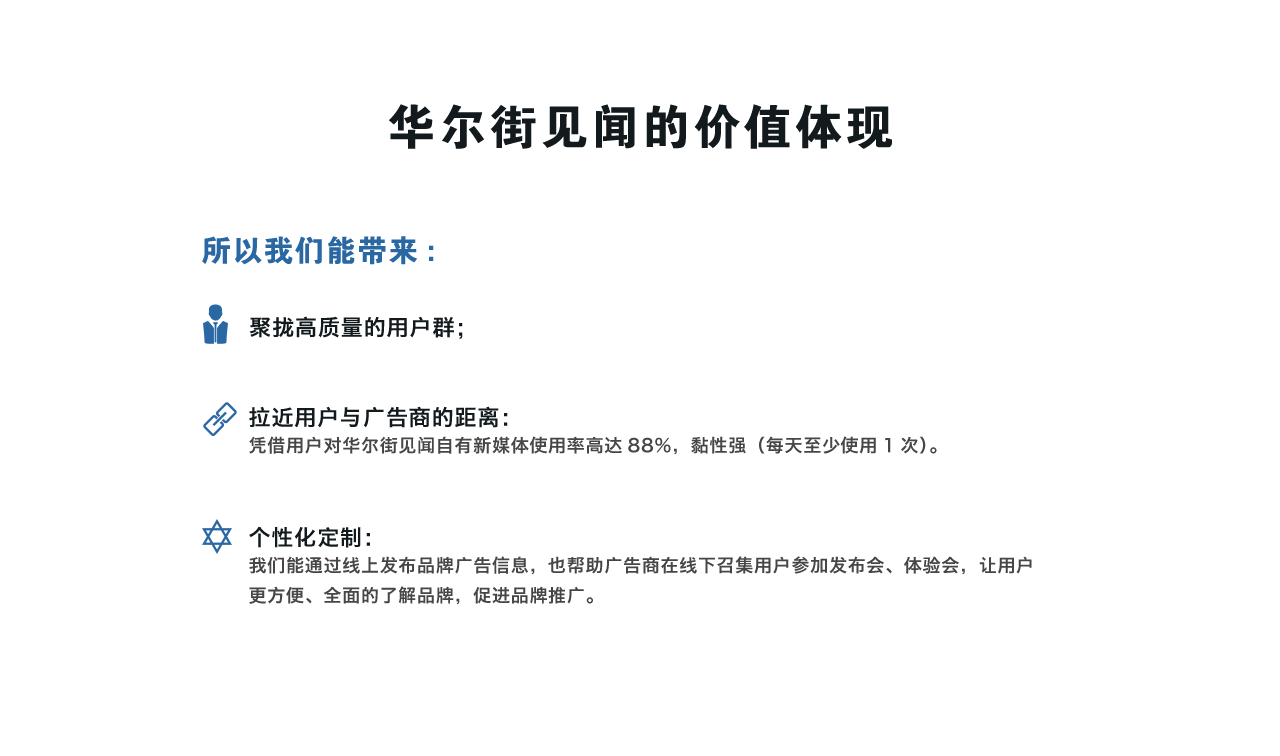 华尔街见闻的价值体现
所以我们能带来：
聚拢高质量的用户群；
拉近用户与广告商的距离：
凭借用户对华尔街见闻自有新媒体使用率高达 88%，黏性强（每天至少使用 1 次）。
个性化定制：
我们能通过线上发布品牌广告信息，也帮助广告商在线下召集用户参加发布会、体验会，让用户
更方便、全面的了解品牌，促进品牌推广。